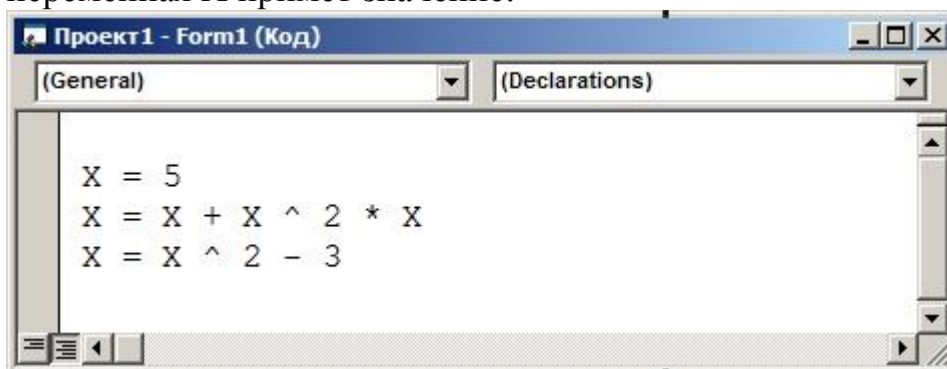 Проект1 - Form1 (Код)
(General) (Declarations)
X = 5
X = X + X ^ 2 * X
X = X ^ 2 - 3